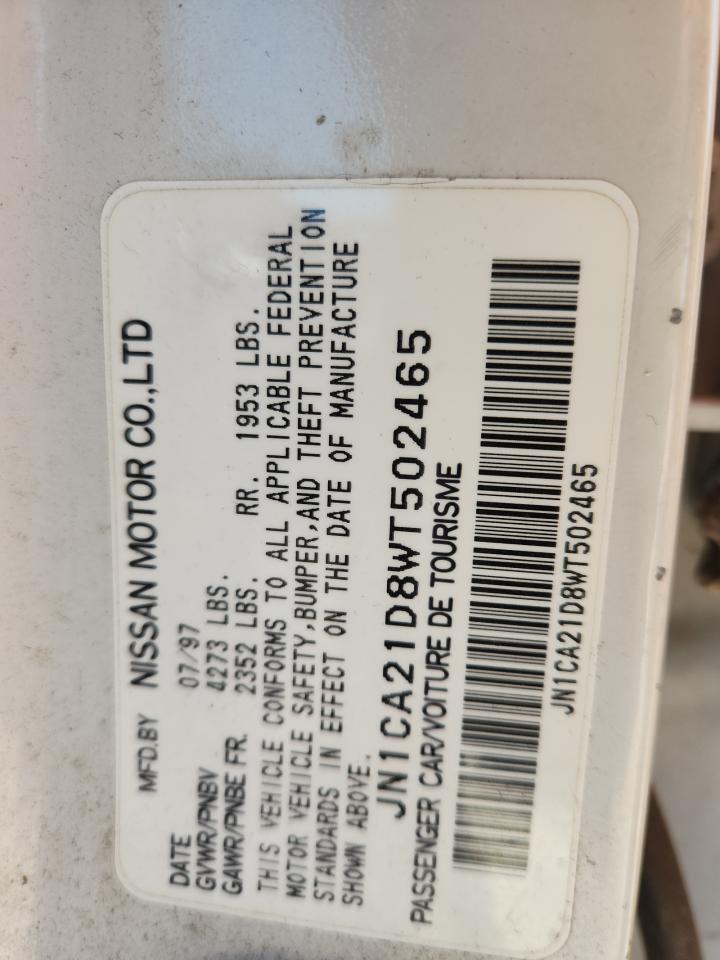 MFD.BY NISSAN MOTOR CO.,LTD
DATE 07/97
GVWR/PNBV 4273 LBS.
GAWR/PNBE FR. 2352 LBS. RR. 1953 LBS.
THIS VEHICLE CONFORMS TO ALL APPLICABLE FEDERAL
MOTOR VEHICLE SAFETY,BUMPER,AND THEFT PREVENTION
STANDARDS IN EFFECT ON THE DATE OF MANUFACTURE
SHOWN ABOVE.
JN1CA21D8WT502465
PASSENGER CAR/VOITURE DE TOURISME
JN1CA21D8WT502465